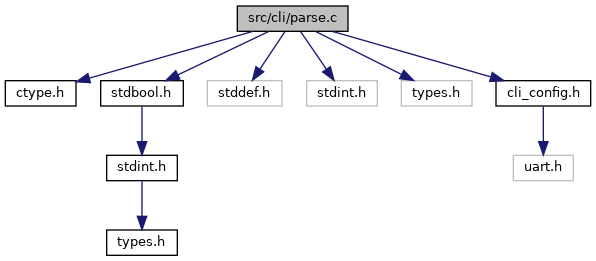 src/cli/parse.c
ctype.h
stdbool.h
stddef.h
stdint.h
types.h
cli_config.h
stdint.h
uart.h
types.h